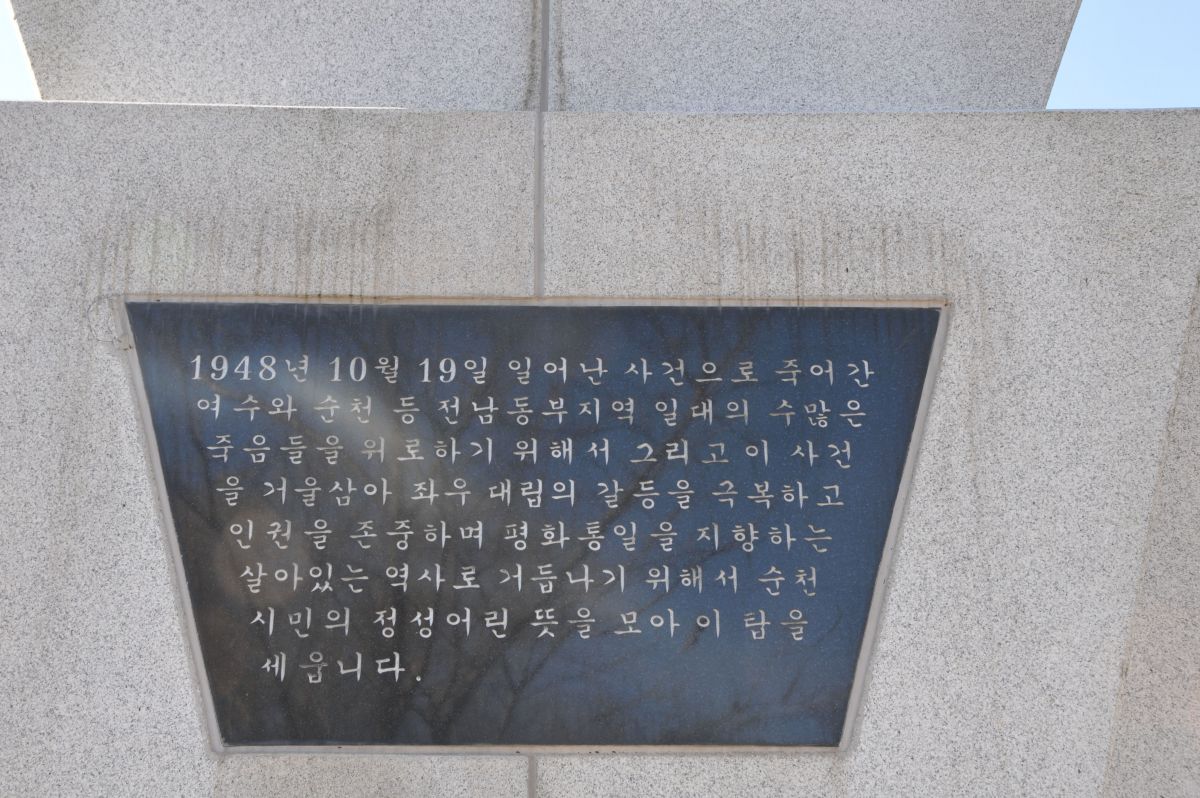 1948년 10월 19일 일어난 사건으로 죽어간
여수와 순천 등 전남동부지역 일대의 수많은
죽음들을 위로하기 위해서 그리고 이 사건
을 거울삼아 좌우 대립의 갈등을 극복하고
인권을 존중하며 평화통일을 지향하는
살아있는 역사로 거듭나기 위해서 순천
시민의 정성어린 뜻을 모아 이 탑을
세웁니다.